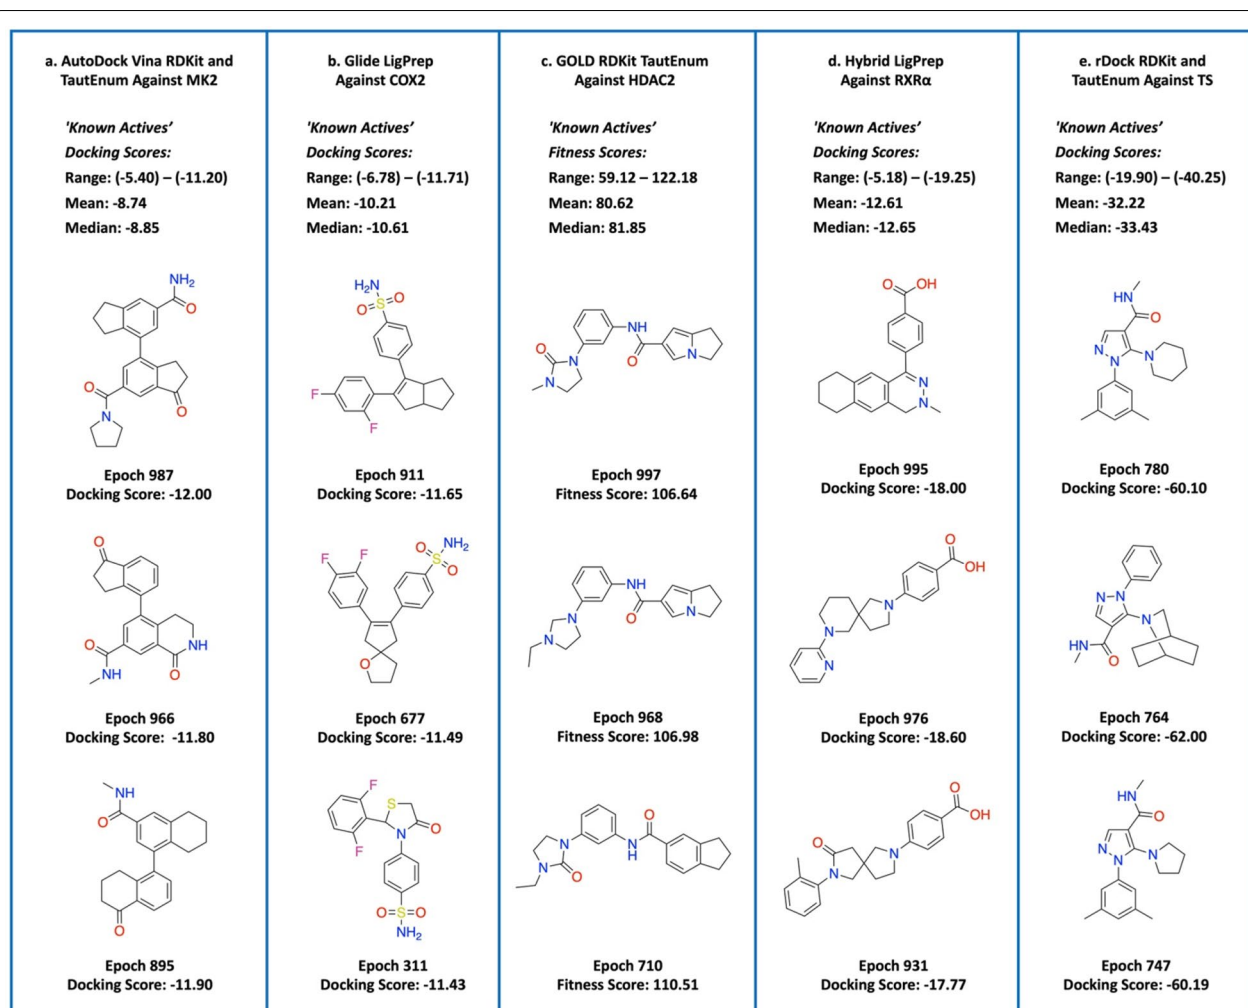 a. AutoDock Vina RDKit and
TautEnum Against MK2
'Known Actives’
Docking Scores:
Range: (-5.40) – (-11.20)
Mean: -8.74
Median: -8.85
NH2
O
O
N
O
Epoch 987
Docking Score: -12.00
O
O
NH
NH
O
Epoch 966
Docking Score: -11.80
NH
O
O
Epoch 895
Docking Score: -11.90
b. Glide LigPrep
Against COX2
'Known Actives’
Docking Scores:
Range: (-6.78) – (-11.71)
Mean: -10.21
Median: -10.61
H2N
O S O
F
F
Epoch 911
Docking Score: -11.65
F F
O S NH2
O
O
Epoch 677
Docking Score: -11.49
F
S
O
N
F
O=S=O
NH2
Epoch 311
Docking Score: -11.43
c. GOLD RDKit TautEnum
Against HDAC2
'Known Actives’
Fitness Scores:
Range: 59.12 – 122.18
Mean: 80.62
Median: 81.85
NH
O
N
O
N
N
Epoch 997
Fitness Score: 106.64
NH
N
O
N
N
Epoch 968
Fitness Score: 106.98
O
N
N
H
N
O
Epoch 710
Fitness Score: 110.51
d. Hybrid LigPrep
Against RXRα
'Known Actives’
Docking Scores:
Range: (-5.18) – (-19.25)
Mean: -12.61
Median: -12.65
O OH
N
N
Epoch 995
Docking Score: -18.00
O
OH
N
N
N
Epoch 976
Docking Score: -18.60
O
OH
O
N
N
Epoch 931
Docking Score: -17.77
e. rDock RDKit and
TautEnum Against TS
'Known Actives’
Docking Scores:
Range: (-19.90) – (-40.25)
Mean: -32.22
Median: -33.43
HN
O
N
N
N
Epoch 780
Docking Score: -60.10
N N
N
HN
O
Epoch 764
Docking Score: -62.00
HN
O
N
N
N
Epoch 747
Docking Score: -60.19